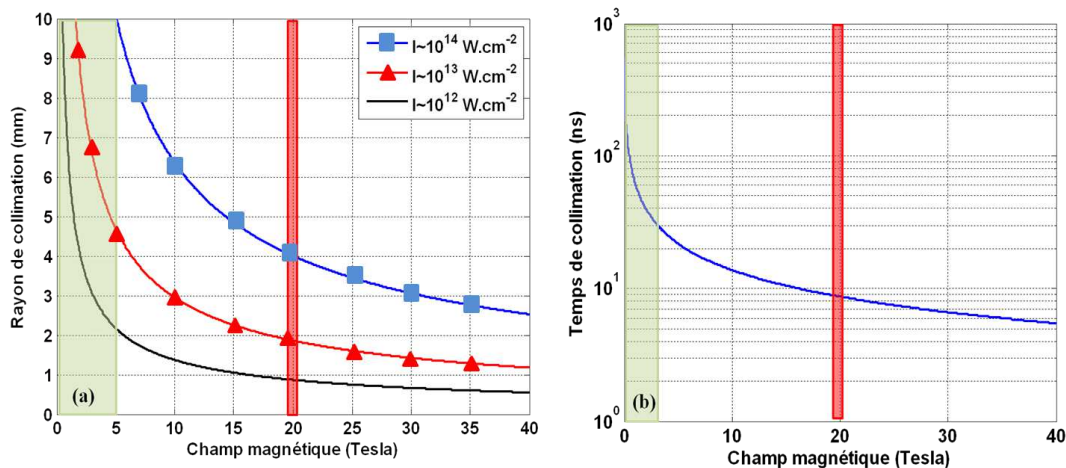 10
9
8
7
6
5
4
3
2
1
0
Rayon de collimation (mm)
I~10^14 W.cm^-2
I~10^13 W.cm^-2
I~10^12 W.cm^-2
(a)
0 5 10 15 20 25 30 35 40
Champ magnétique (Tesla)
10^3
10^2
10^1
10^0
Temps de collimation (ns)
(b)
0 10 20 30 40
Champ magnétique (Tesla)